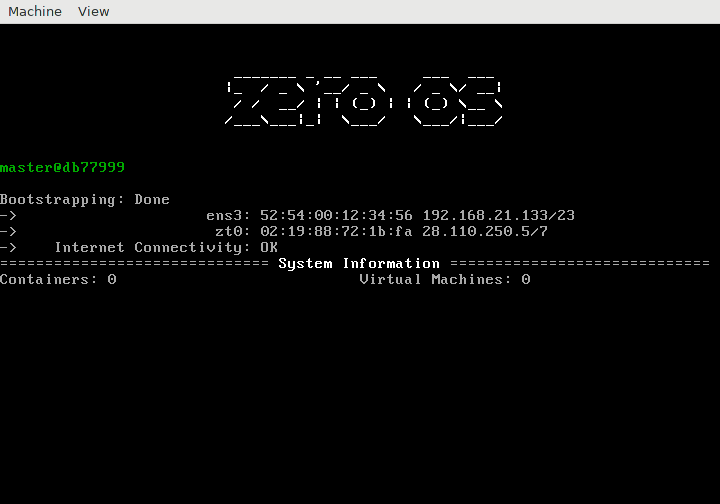 Machine View
Zero OS
master@db77999
Bootstrapping: Done
-> ens3: 52:54:00:12:34:56 192.168.21.133/23
-> zt0: 02:19:88:72:1b:fa 28.110.250.5/7
-> Internet Connectivity: OK
============================== System Information =============================
Containers: 0 Virtual Machines: 0